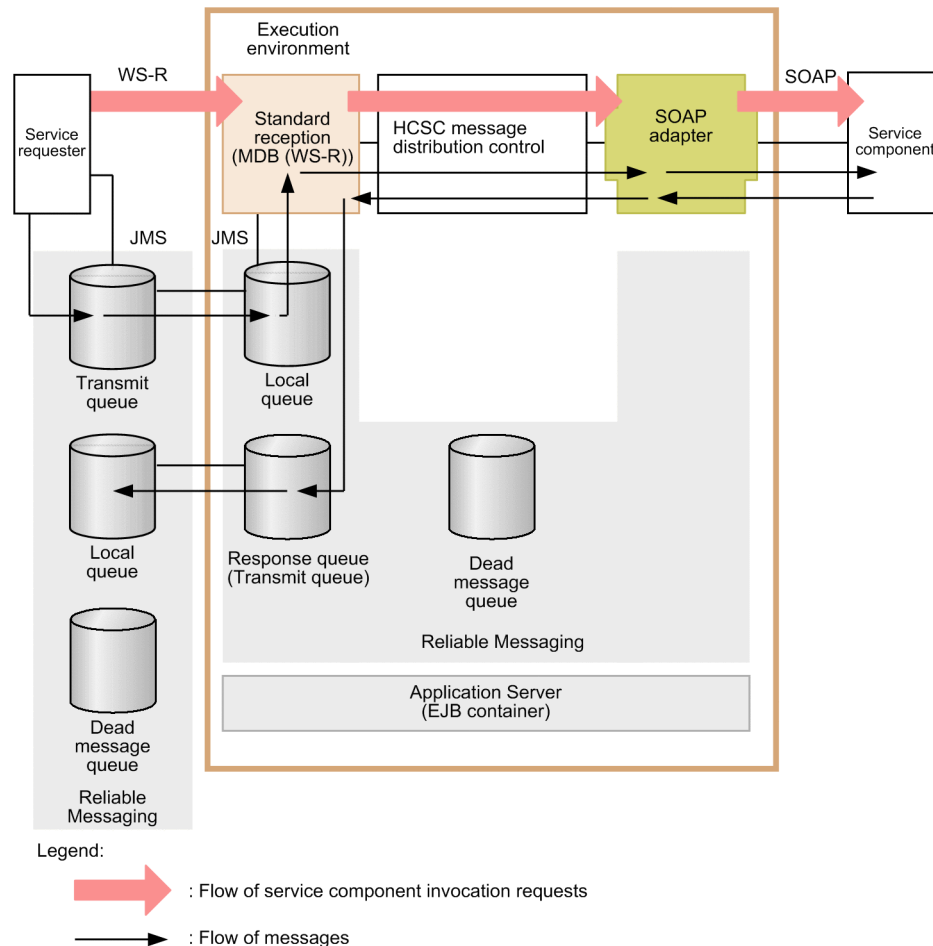 Execution
environment
WS-R
SOAP
Service
requester
Standard
reception
(MDB (WS-R))
HCSC message
distribution control
SOAP
adapter
Service
component
JMS
JMS
Transmit
queue
Local
queue
Local
queue
Response queue
(Transmit queue)
Dead
message
queue
Reliable Messaging
Application Server
(EJB container)
Dead
message
queue
Reliable
Messaging
Legend:
: Flow of service component invocation requests
: Flow of messages